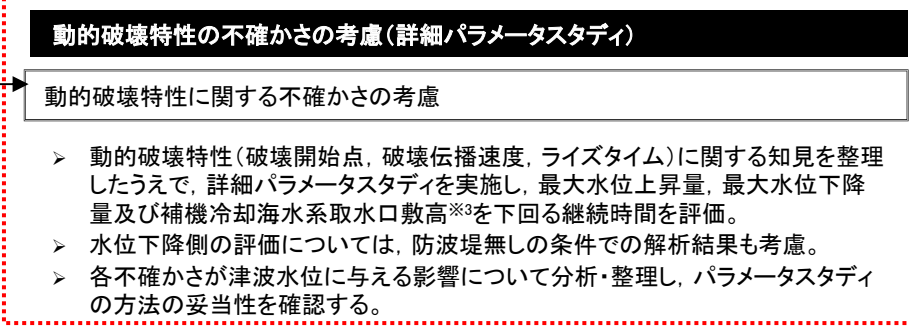 動的破壊特性の不確かさの考慮(詳細パラメータスタディ)
動的破壊特性に関する不確かさの考慮
➢ 動的破壊特性(破壊開始点，破壊伝播速度，ライズタイム)に関する知見を整理
したうえで，詳細パラメータスタディを実施し，最大水位上昇量，最大水位下降
量及び補機冷却海水系取水口敷高※3を下回る継続時間を評価。
➢ 水位下降側の評価については，防波堤無しの条件での解析結果も考慮。
➢ 各不確かさが津波水位に与える影響について分析・整理し，パラメータスタディ
の方法の妥当性を確認する。